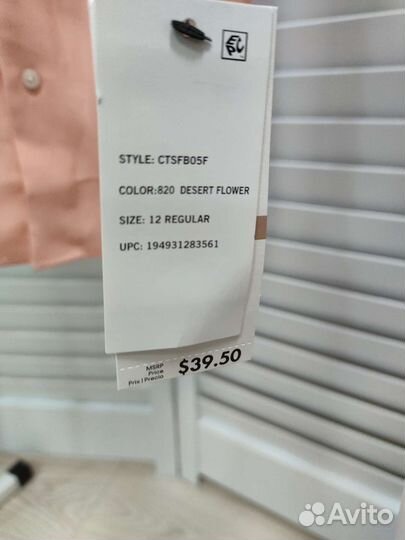 STYLE: CTSFB05F
COLOR:820 DESERT FLOWER
SIZE: 12 REGULAR
UPC: 194931283561
MSRP
Price
Prix | Precio
$39.50
Avito